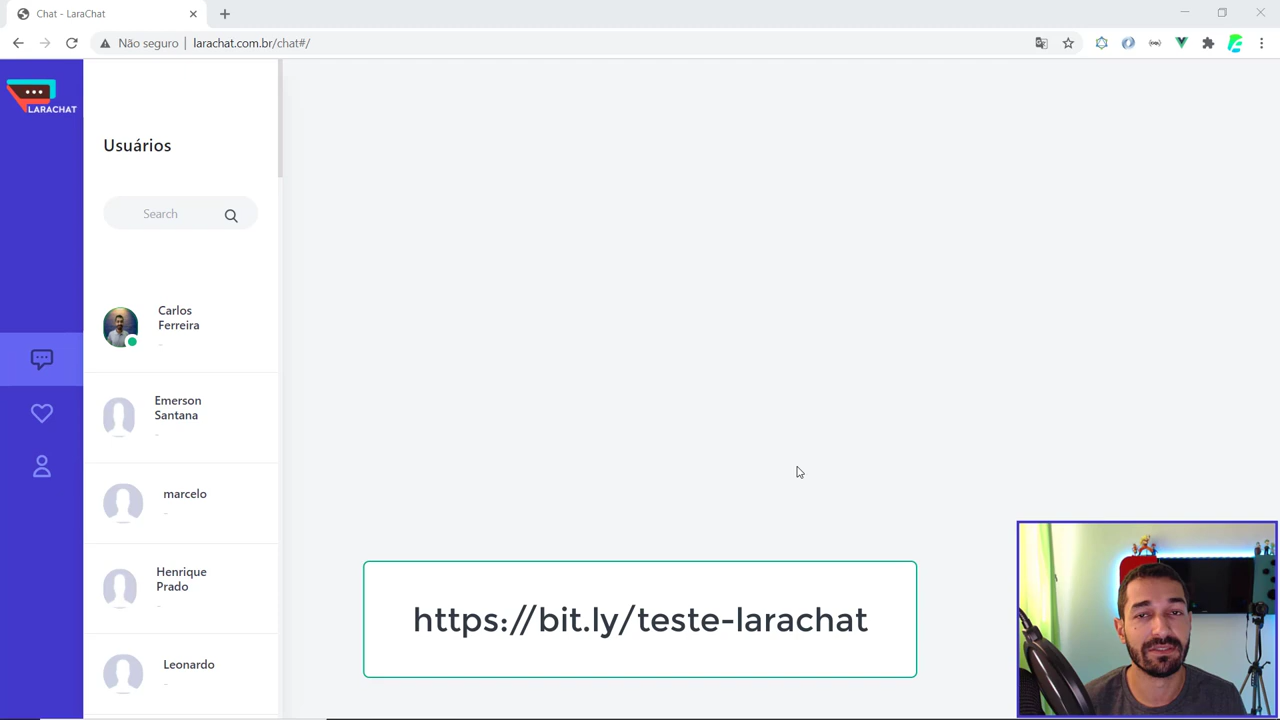 Chat - LaraChat
Não seguro
larachat.com.br/chat#/
LARACHAT
Usuários
Search
Carlos
Ferreira
-
Emerson
Santana
-
marcelo
-
Henrique
Prado
-
Leonardo
-
https://bit.ly/teste-larachat